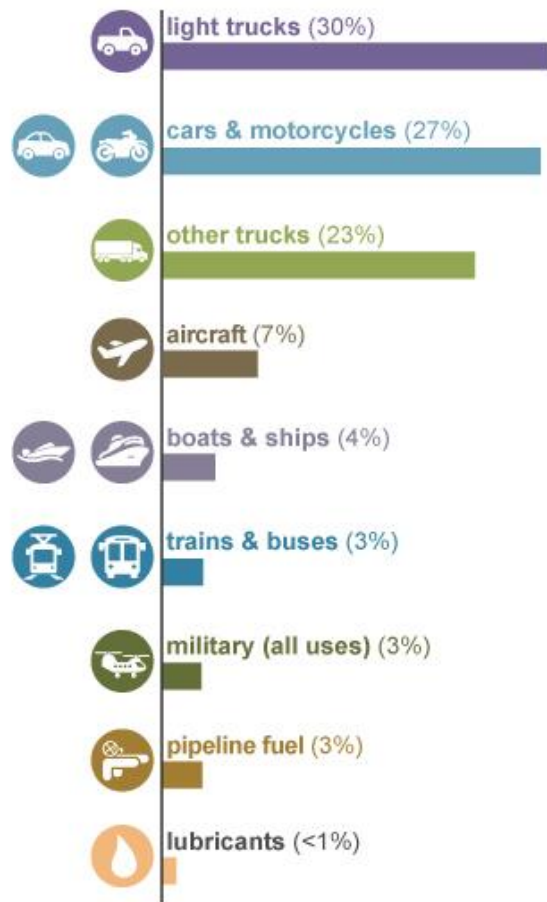 light trucks (30%)
cars & motorcycles (27%)
other trucks (23%)
aircraft (7%)
boats & ships (4%)
trains & buses (3%)
military (all uses) (3%)
pipeline fuel (3%)
lubricants (<1%)